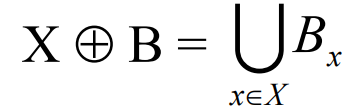 X ⊕ B = ⋃_{x∈X} B_x